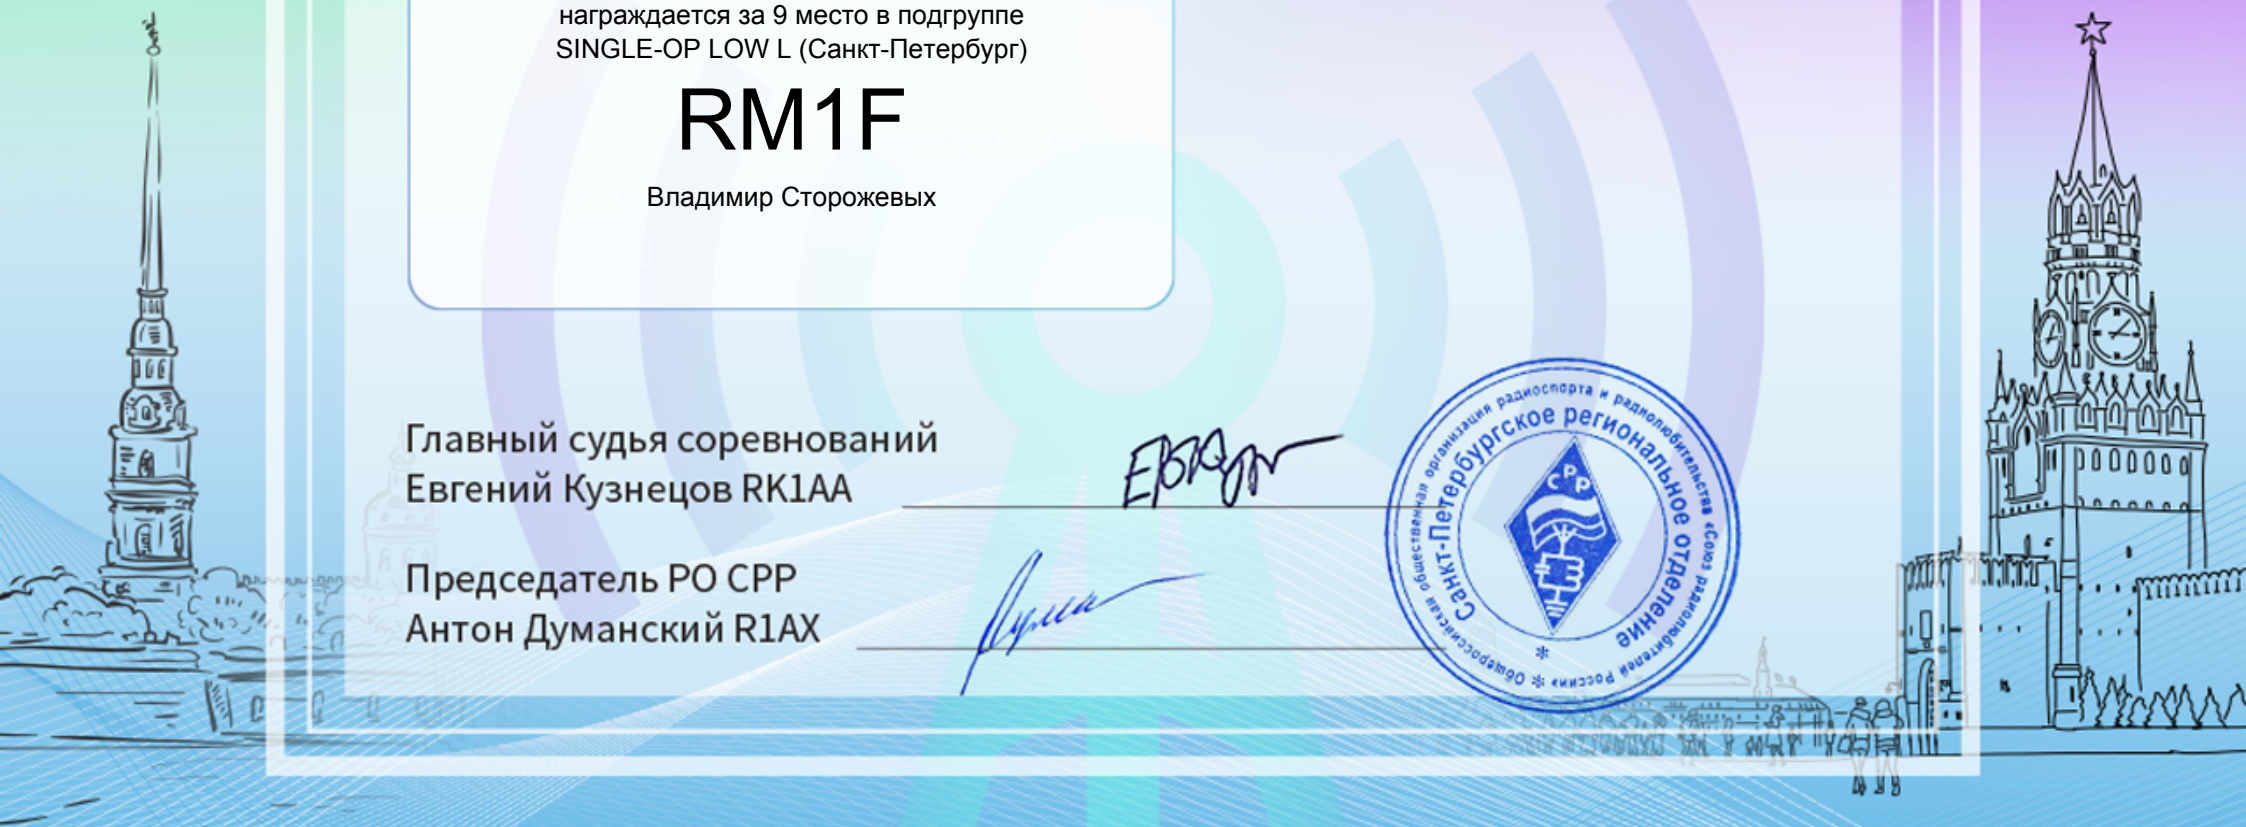 награждается за 9 место в подгруппе
SINGLE-OP LOW L (Санкт-Петербург)
RM1F
Владимир Сторожевых
Главный судья соревнований
Евгений Кузнецов RK1AA
Председатель РО СРР
Антон Думанский R1AX
Общероссийская общественная организация радиоспорта и радиолюбительства «Союз радиолюбителей России»
Санкт-Петербургское региональное отделение
СРР